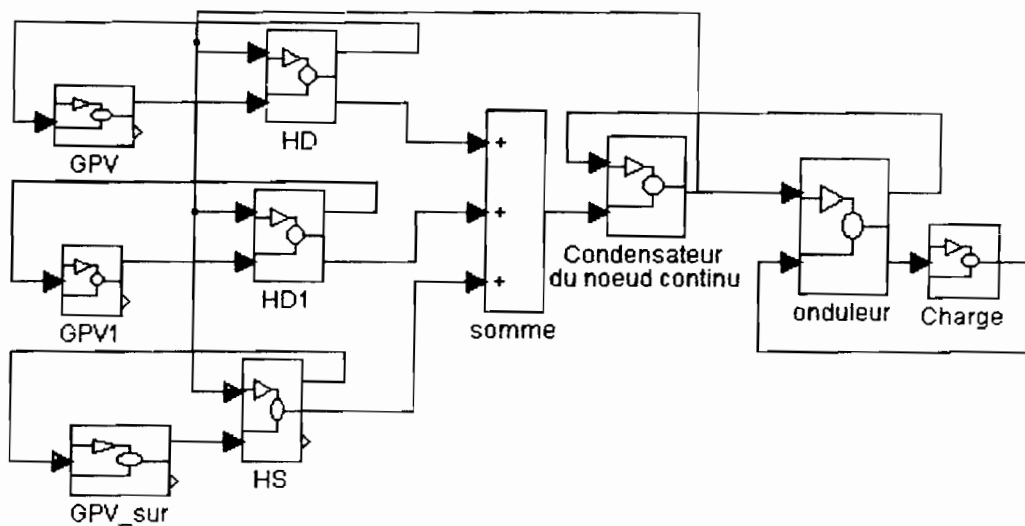 HD
GPV
+
Condensateur
du noeud continu
+
HD1
GPV1
+
somme
onduleur
Charge
HS
GPV_sur